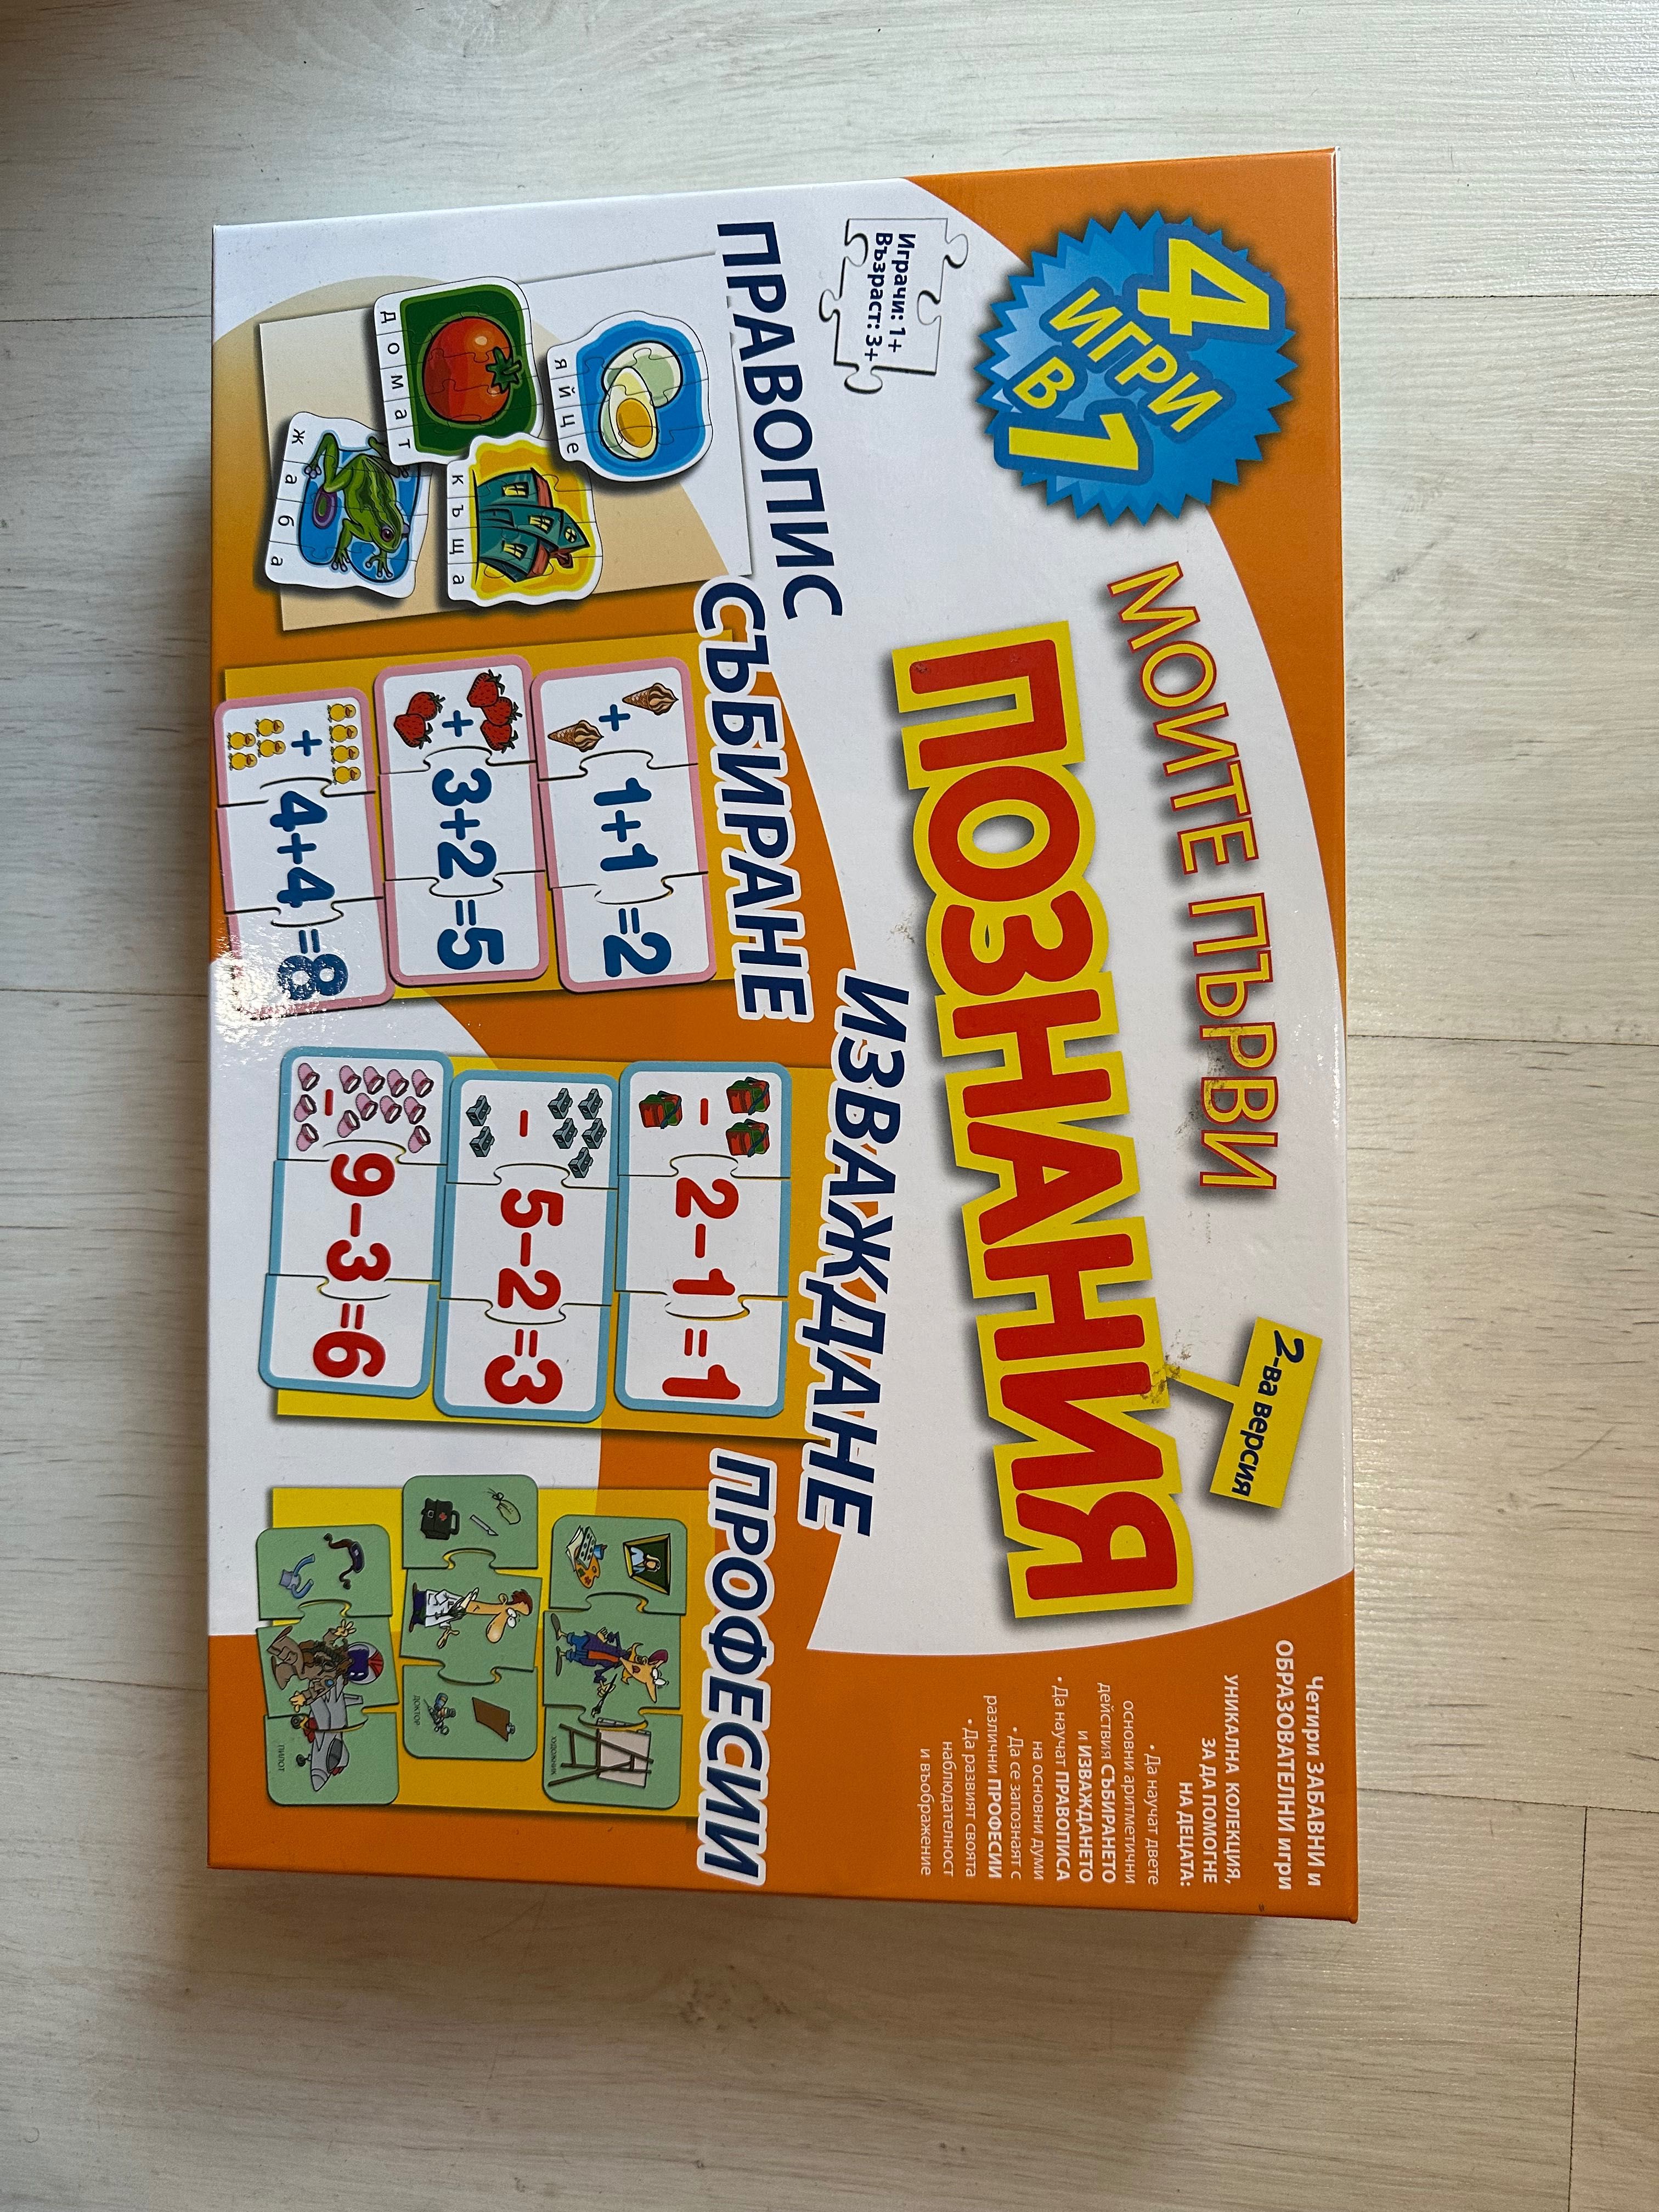 4
ИГРИ
В 1
МОИТЕ ПЪРВИ
ПОЗНАНИЯ
2-ва версия
Четири ЗАБАВНИ и
ОБРАЗОВАТЕЛНИ игри
УНИКАЛНА КОЛЕКЦИЯ,
ЗА ДА ПОМОГНЕ
НА ДЕЦАТА:
• Да научат двете
основни аритметични
действия СЪБИРАНЕТО
и ИЗВАЖДАНЕТО
• Да научат ПРАВОПИСА
на основни думи
• Да се запознаят с
различни ПРОФЕСИИ
• Да развият своята
наблюдателност
и въображение
Играчи: 1+
Възраст: 3+
ПРАВОПИС
яйце
домат
къща
жаба
СЪБИРАНЕ
+ 1+1=2
+ 3+2=5
+ 4+4=8
ИЗВАЖДАНЕ
- 2-1=1
- 5-2=3
- 9-3=6
ПРОФЕСИИ
ХУДОЖНИК
ДОКТОР
ПИЛОТ